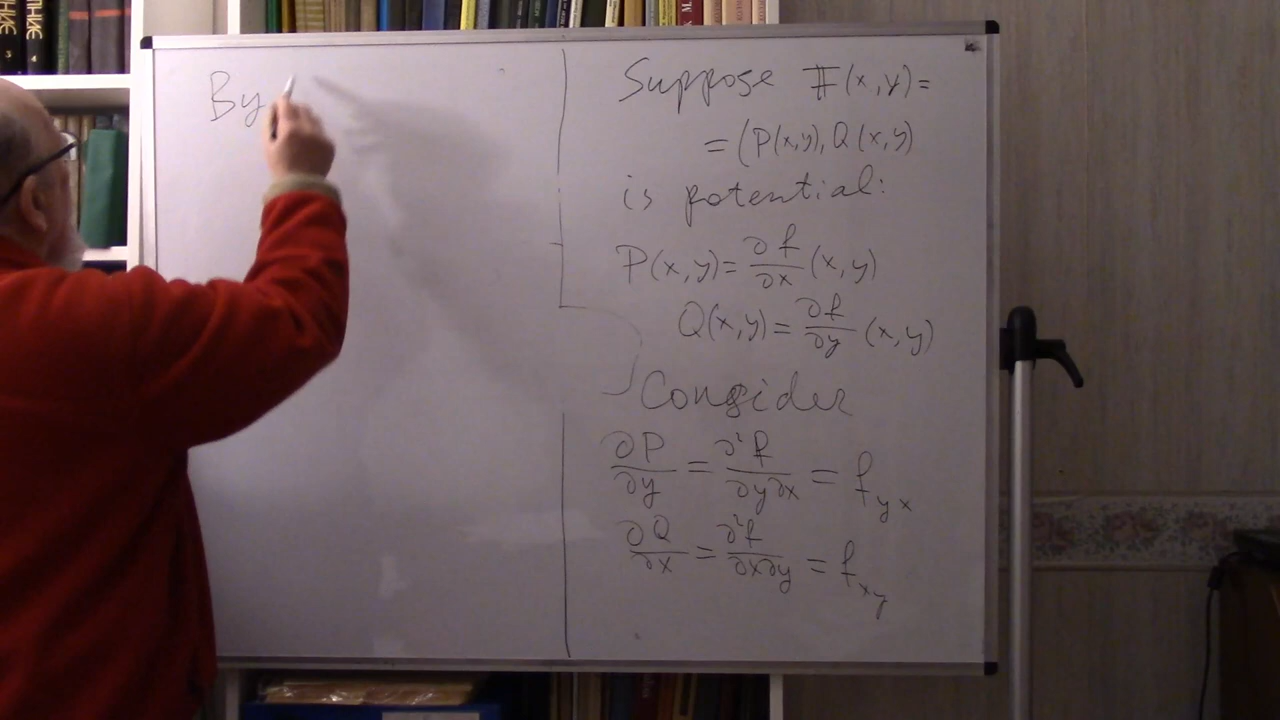 By
Suppose F(x,y)=
= (P(x,y), Q(x,y)
is potential:
P(x,y)= ∂f/∂x (x,y)
Q(x,y)= ∂f/∂y (x,y)
Consider
∂P/∂y = ∂²f/∂y∂x = f_yx
∂Q/∂x = ∂²f/∂x∂y = f_xy